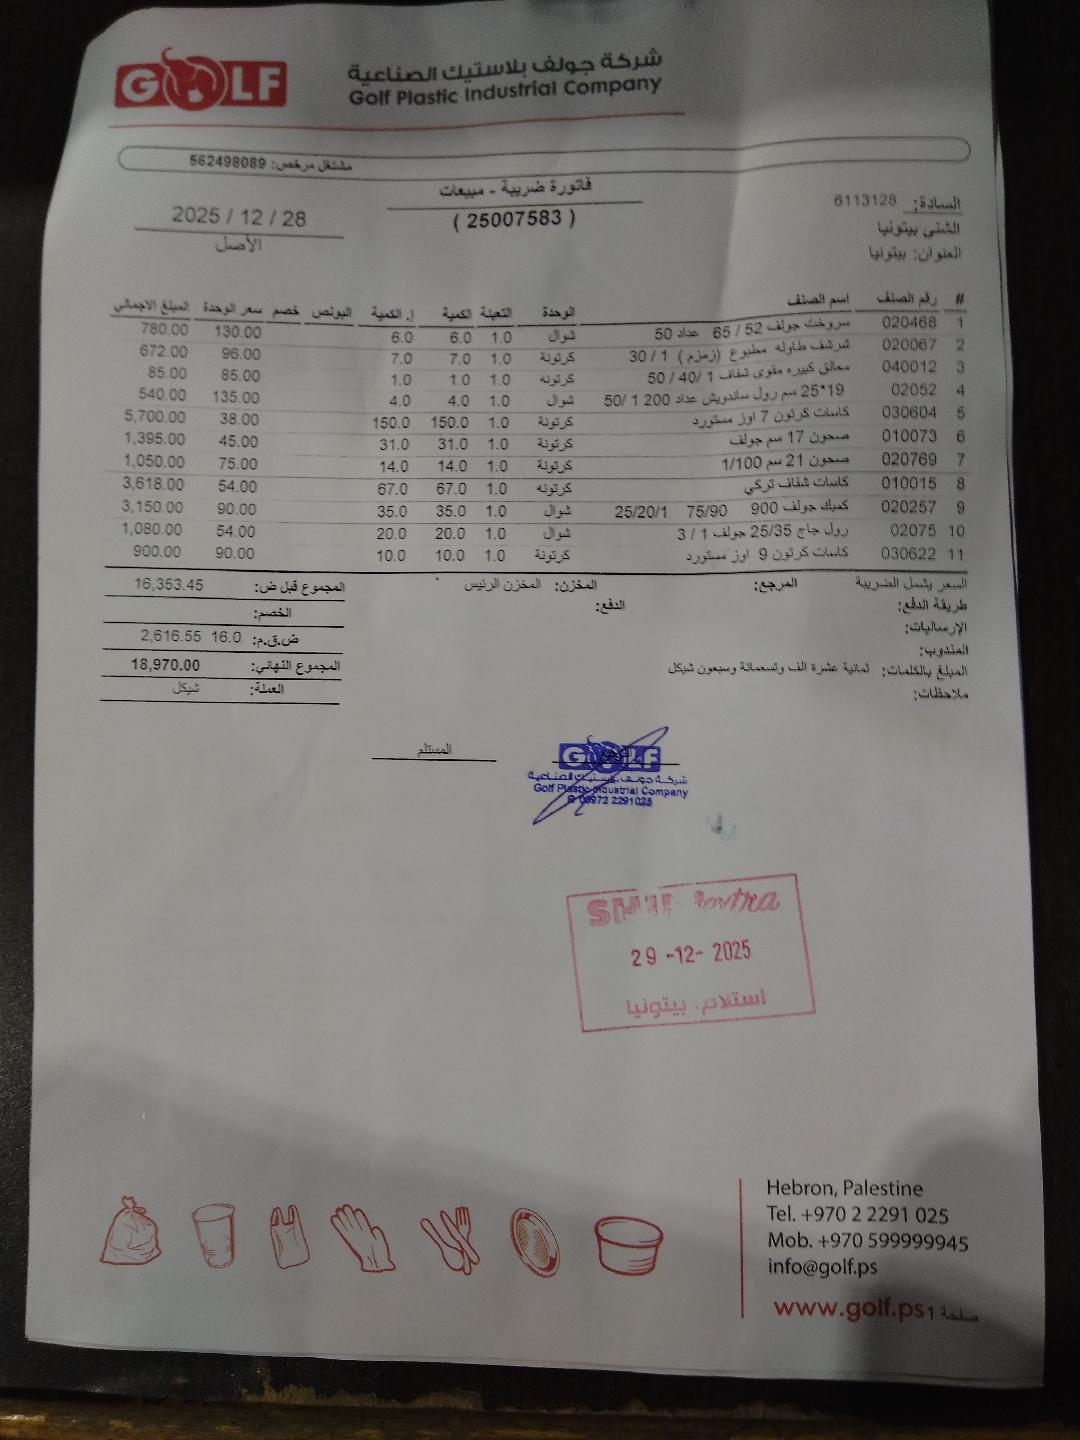 GOLF
شركة جولف بلاستيك الصناعية
Golf Plastic Industrial Company
مشتغل مرخص: 562498089
فاتورة ضريبة - مبيعات
( 25007583 )
2025 / 12 / 28
الأصل
السادة: 6113128
الشني بيتونيا
العنوان: بيتونيا
# رقم الصنف اسم الصنف الوحدة التعبئة الكمية إ. الكمية البونص خصم سعر الوحدة المبلغ الاجمالي
1 020468 سروخت جولف 52 / 65 عداد 50 شوال 1.0 6.0 6.0 130.00 780.00
2 020067 شرشف طاوله مطبوع (زمزم ) 1 / 30 كرتونة 1.0 7.0 7.0 96.00 672.00
3 040012 معالق كبيره مقوى شفاف 1 /40 / 50 كرتونه 1.0 1.0 1.0 85.00 85.00
4 02052 19*25 سم رول ساندويش عداد 200 1 /50 شوال 1.0 4.0 4.0 135.00 540.00
5 030604 كاسات كرتون 7 اوز مستورد كرتونة 1.0 150.0 150.0 38.00 5,700.00
6 010073 صحون 17 سم جولف كرتونة 1.0 31.0 31.0 45.00 1,395.00
7 020769 صحون 21 سم 1/100 كرتونة 1.0 14.0 14.0 75.00 1,050.00
8 010015 كاسات شفاف تركي كرتونه 1.0 67.0 67.0 54.00 3,618.00
9 020257 كمبك جولف 900 75/90 25/20/1 شوال 1.0 35.0 35.0 90.00 3,150.00
10 02075 رول جاج 25/35 جولف 1 / 3 شوال 1.0 20.0 20.0 54.00 1,080.00
11 030622 كاسات كرتون 9 اوز مستورد كرتونة 1.0 10.0 10.0 90.00 900.00
السعر يشمل الضريبة المرجع: المخزن: المخزن الرئيس المجموع قبل ض: 16,353.45
طريقة الدفع: الدفع: الخصم:
الإرساليات: ض.ق.م: 16.0 2,616.55
المندوب: المجموع النهائي: 18,970.00
المبلغ بالكلمات: ثمانية عشرة الف وتسعمائة وسبعون شيكل
العملة: شيكل
ملاحظات:
المستلم
GOLF
شركة جولف بلاستيك الصناعية
Golf Plastic Industrial Company
00972 2291025
29 -12- 2025
استلام. بيتونيا
Hebron, Palestine
Tel. +970 2 2291 025
Mob. +970 599999945
info@golf.ps
www.golf.ps
صفحة 1